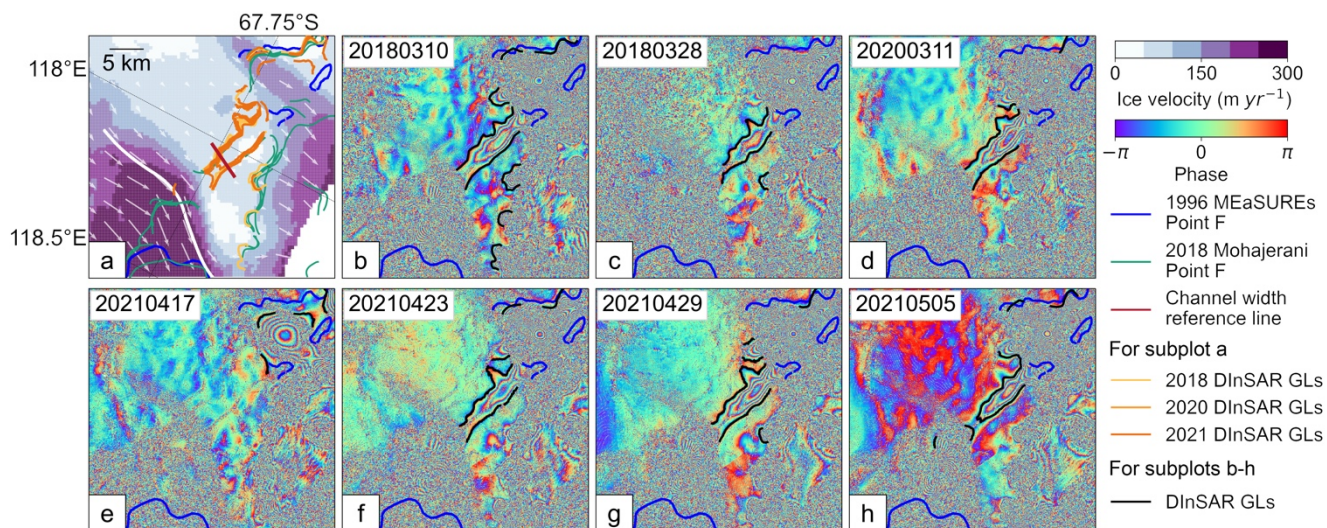 67.75°S
118°E
118.5°E
5 km
a
20180310
b
20180328
c
20200311
d
20210417
e
20210423
f
20210429
g
20210505
h
0 150 300
Ice velocity (m yr⁻¹)
−π 0 π
Phase
1996 MEaSUREs
Point F
2018 Mohajerani
Point F
Channel width
reference line
For subplot a
2018 DInSAR GLs
2020 DInSAR GLs
2021 DInSAR GLs
For subplots b-h
DInSAR GLs